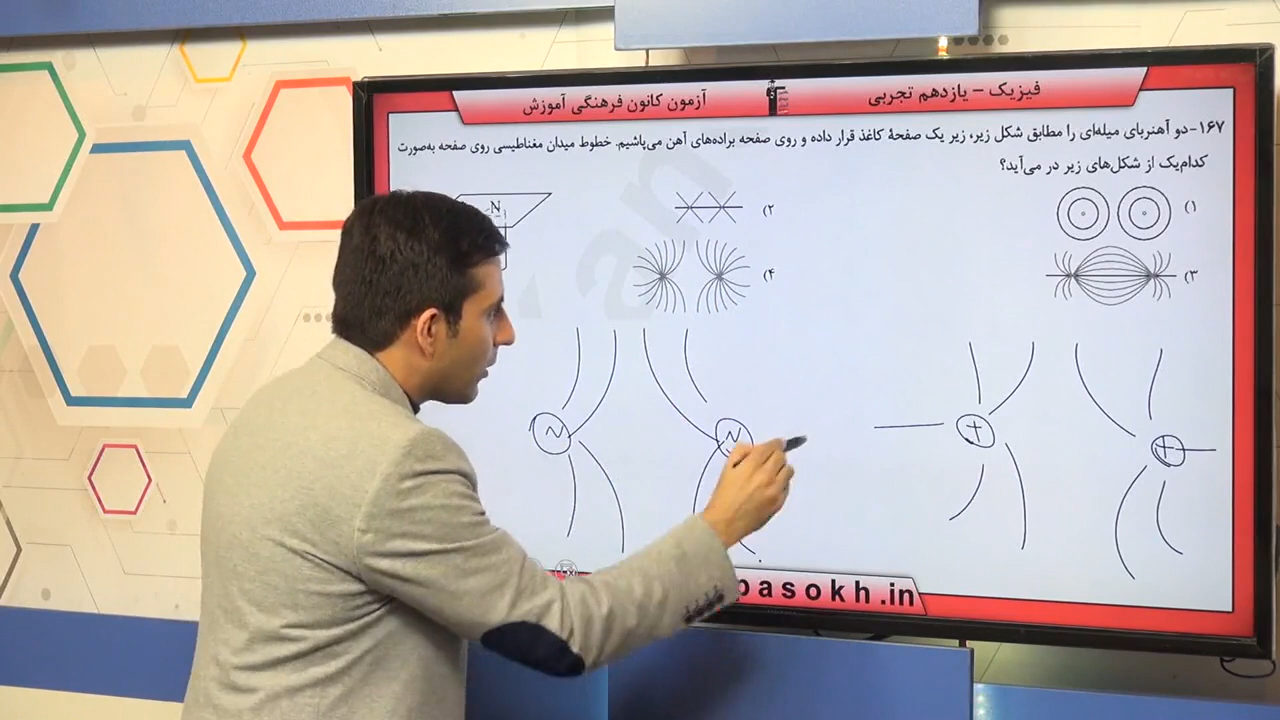 فیزیک - یازدهم تجربی
آزمون کانون فرهنگی آموزش
۱۶۷- دو آهنربای میله‌ای را مطابق شکل زیر، زیر یک صفحهٔ کاغذ قرار داده و روی صفحه براده‌های آهن می‌پاشیم. خطوط میدان مغناطیسی روی صفحه به‌صورت
کدام‌یک از شکل‌های زیر در می‌آید؟
۱)
۲)
N
۳)
۴)
N
N
+
+
pasokh.in